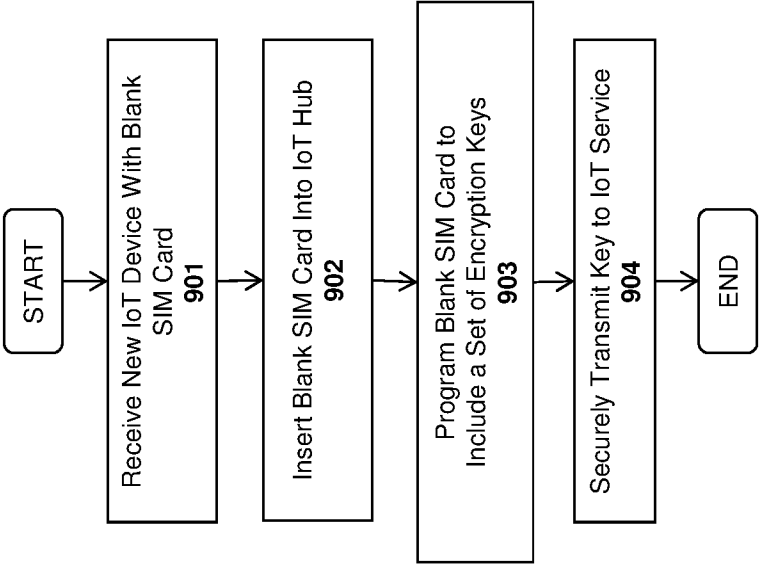 START
Receive New IoT Device With Blank
SIM Card
901
Insert Blank SIM Card Into IoT Hub
902
Program Blank SIM Card to
Include a Set of Encryption Keys
903
Securely Transmit Key to IoT Service
904
END